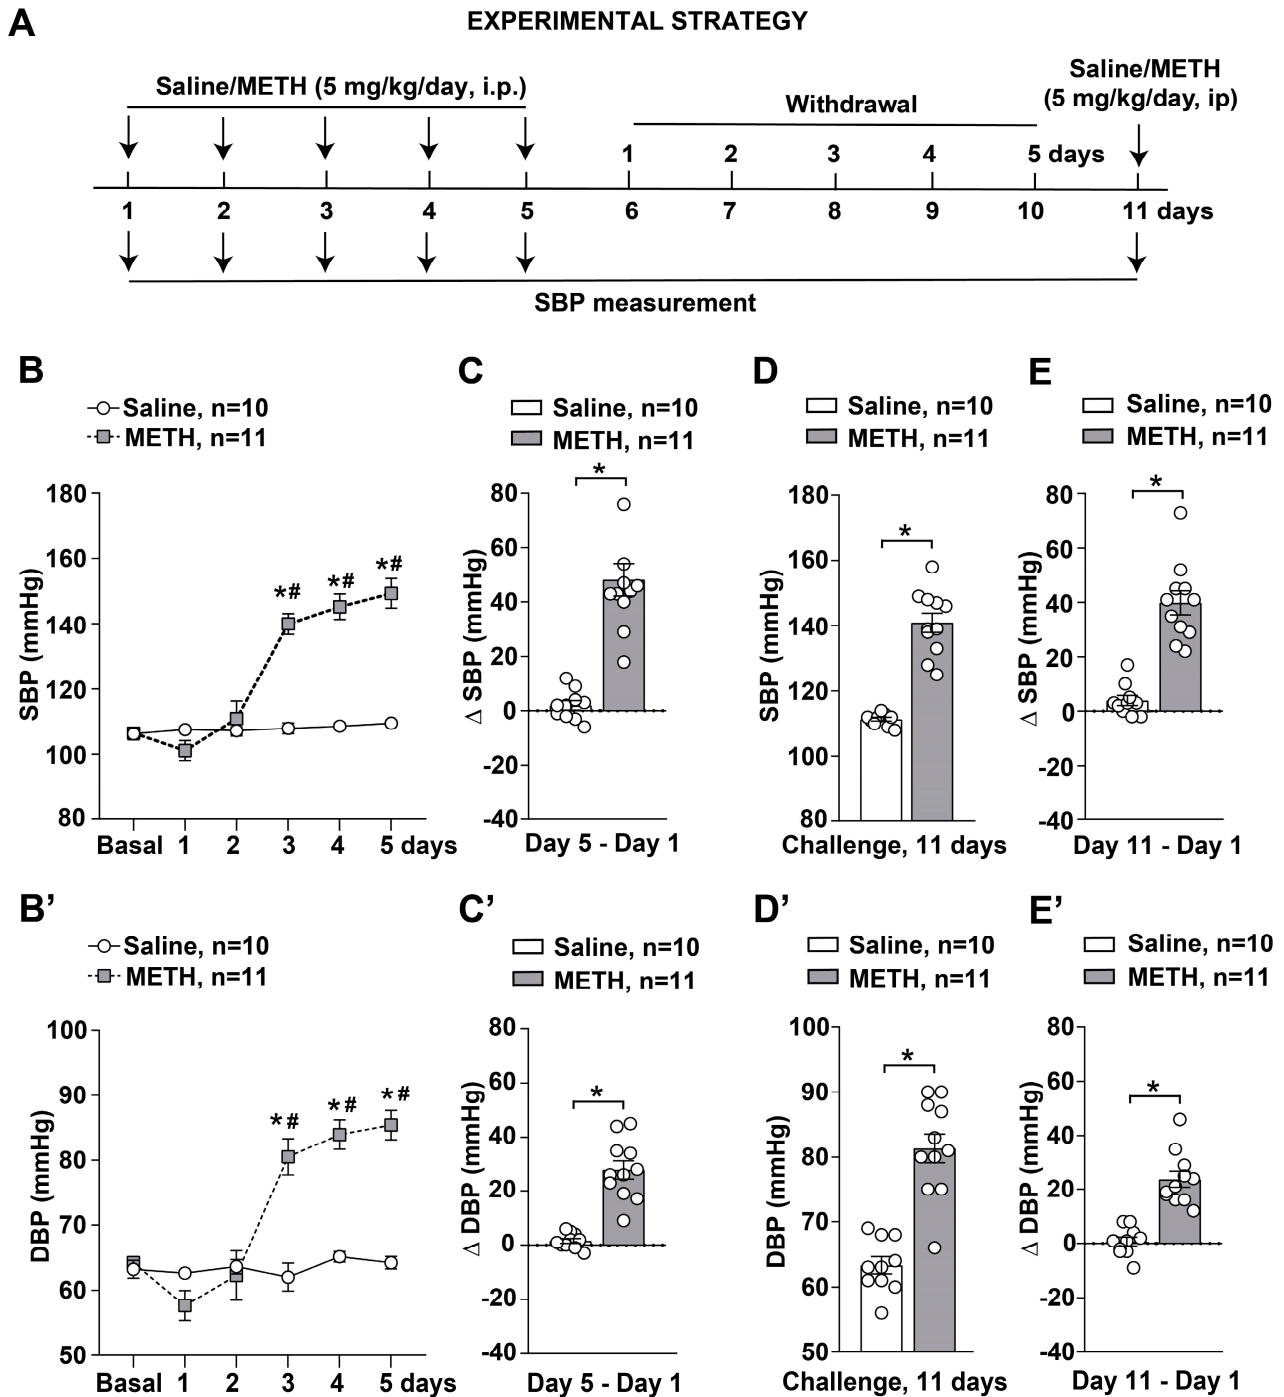 A
EXPERIMENTAL STRATEGY
Saline/METH (5 mg/kg/day, i.p.)
Withdrawal
Saline/METH
(5 mg/kg/day, ip)
1 2 3 4 5 days
1 2 3 4 5 6 7 8 9 10 11 days
SBP measurement
B
Saline, n=10
METH, n=11
SBP (mmHg)
180
160
140
120
100
80
*# *# *#
Basal 1 2 3 4 5 days
C
Saline, n=10
METH, n=11
Δ SBP (mmHg)
80
60
40
20
0
-20
-40
*
Day 5 - Day 1
D
Saline, n=10
METH, n=11
SBP (mmHg)
180
160
140
120
100
80
*
Challenge, 11 days
E
Saline, n=10
METH, n=11
Δ SBP (mmHg)
80
60
40
20
0
-20
-40
*
Day 11 - Day 1
B'
Saline, n=10
METH, n=11
DBP (mmHg)
100
90
80
70
60
50
*# *# *#
Basal 1 2 3 4 5 days
C'
Saline, n=10
METH, n=11
Δ DBP (mmHg)
80
60
40
20
0
-20
-40
*
Day 5 - Day 1
D'
Saline, n=10
METH, n=11
DBP (mmHg)
100
90
80
70
60
50
*
Challenge, 11 days
E'
Saline, n=10
METH, n=11
Δ DBP (mmHg)
80
60
40
20
0
-20
-40
*
Day 11 - Day 1